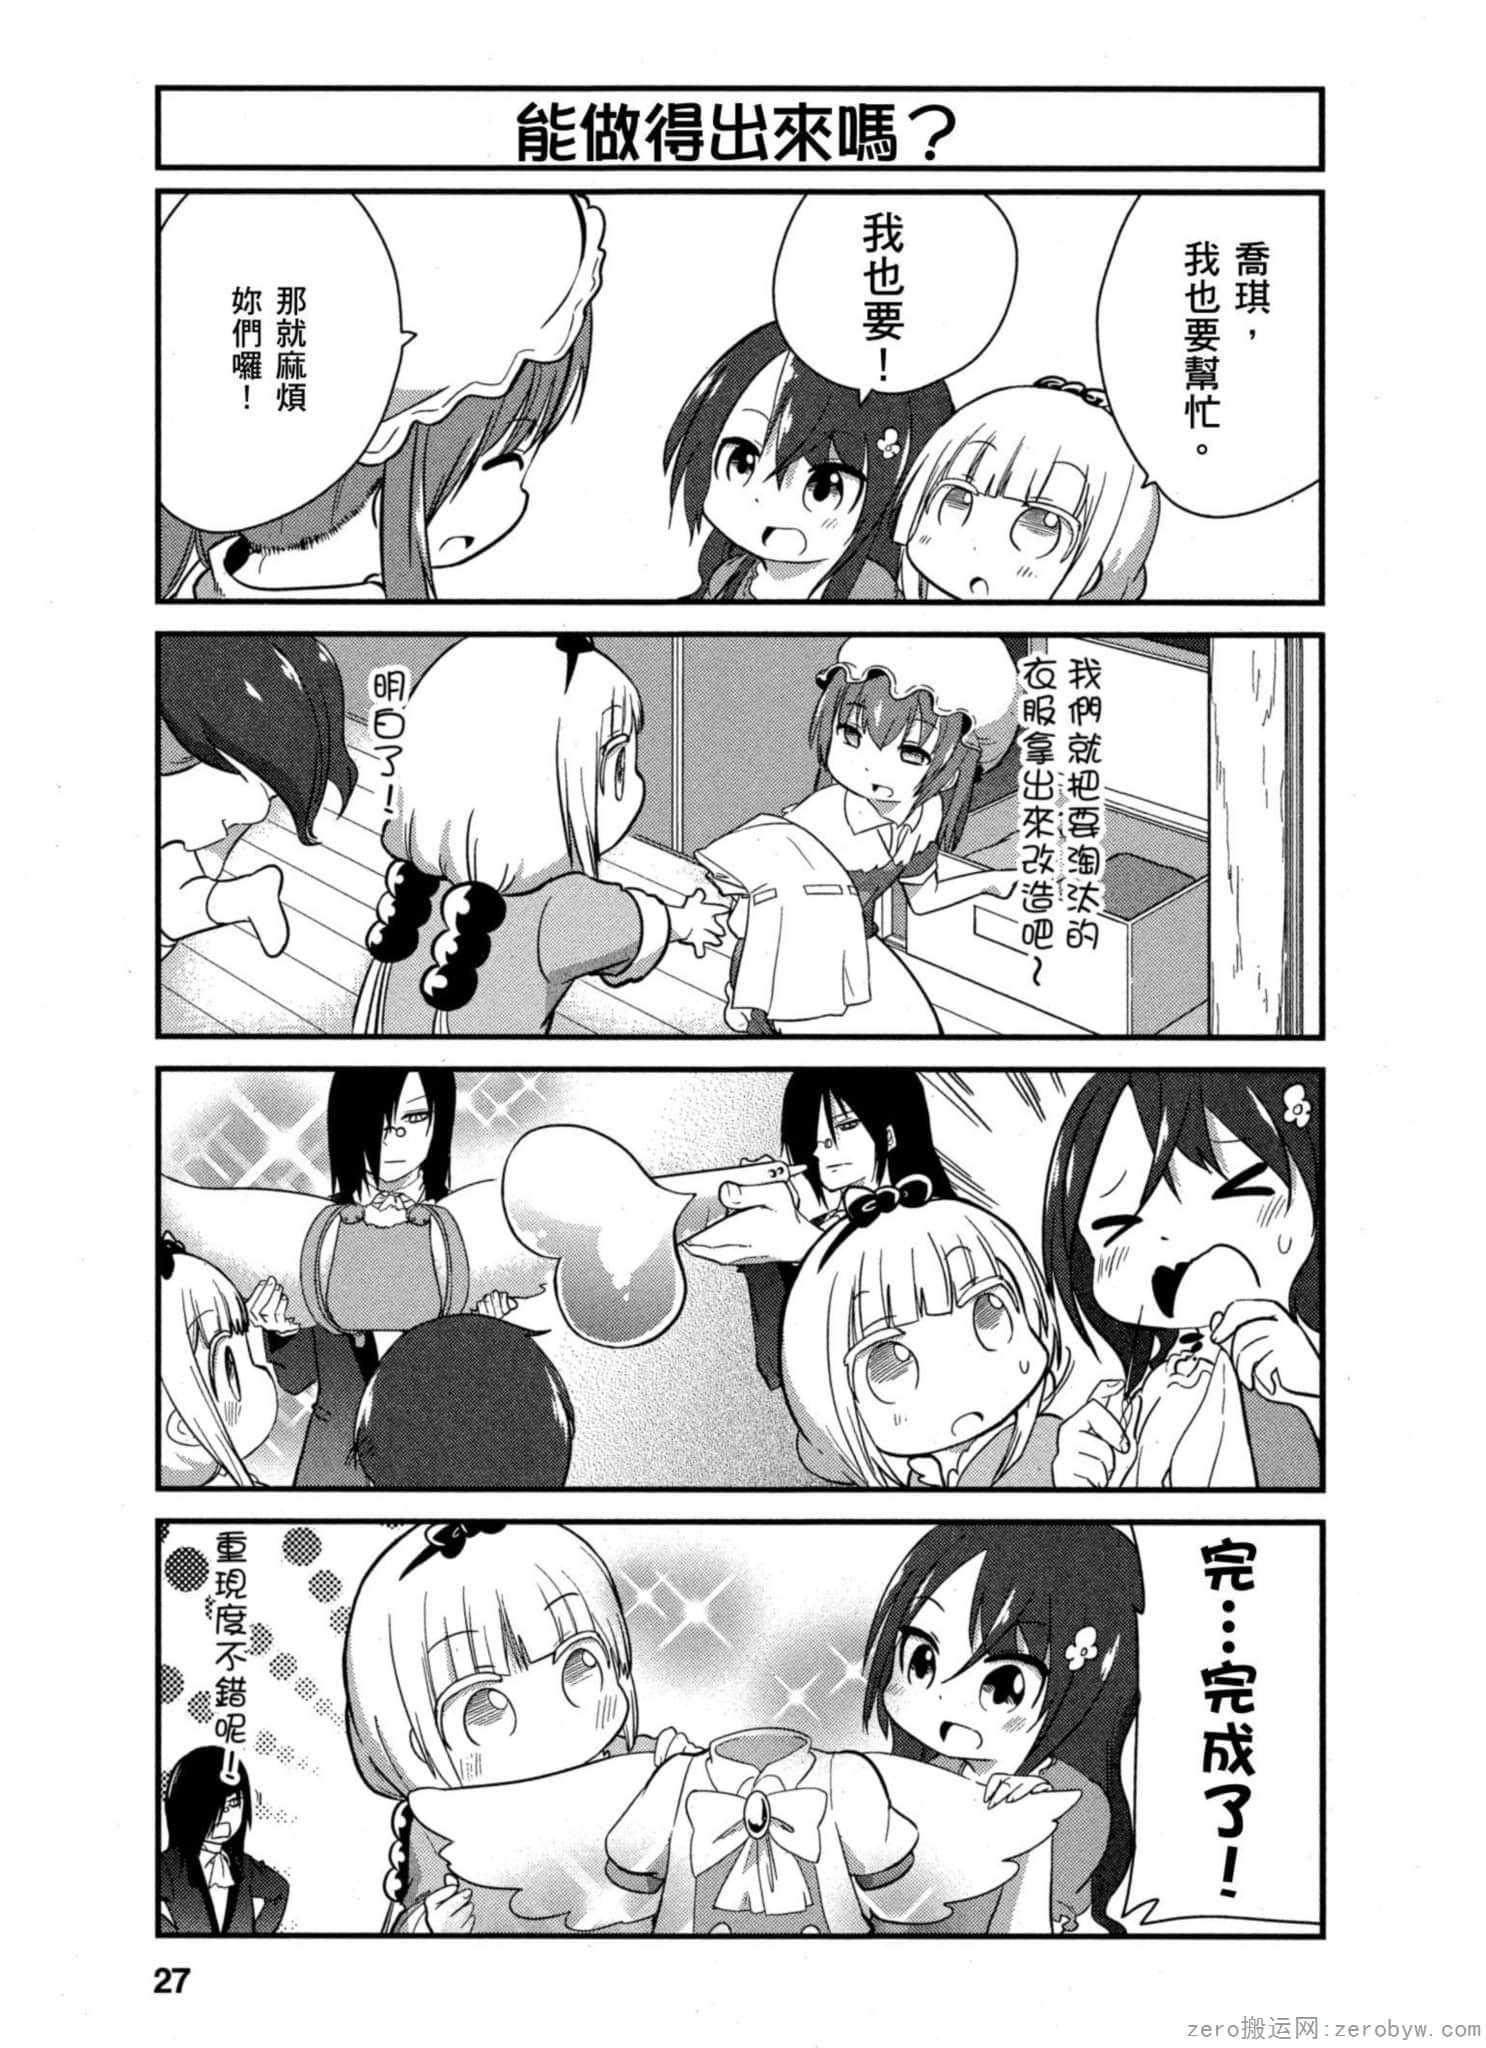 能做得出來嗎？
喬琪，
我也要幫忙。
我也要！
那就麻煩
妳們囉！
我們就把要淘汰的
衣服拿出來改造吧～
明白了！
完…完成了！
重現度不錯呢！
27
zero搬运网:zerobyw.com